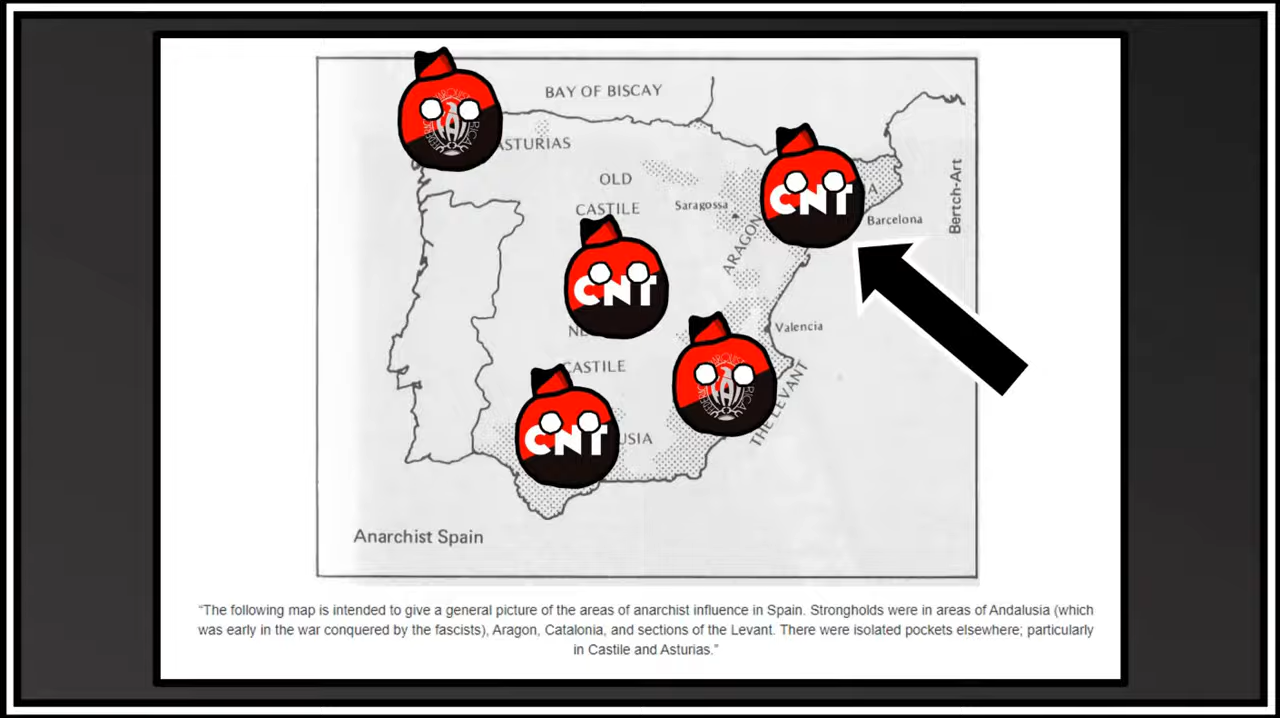 BAY OF BISCAY
ASTURIAS
OLD
CASTILE
Saragossa
ARAGON
CNT
A
Barcelona
Bertch-Art
CNT
CASTILE
Valencia
THE LEVANT
CNT
USIA
Anarchist Spain
“The following map is intended to give a general picture of the areas of anarchist influence in Spain. Strongholds were in areas of Andalusia (which
was early in the war conquered by the fascists), Aragon, Catalonia, and sections of the Levant. There were isolated pockets elsewhere; particularly
in Castile and Asturias.”